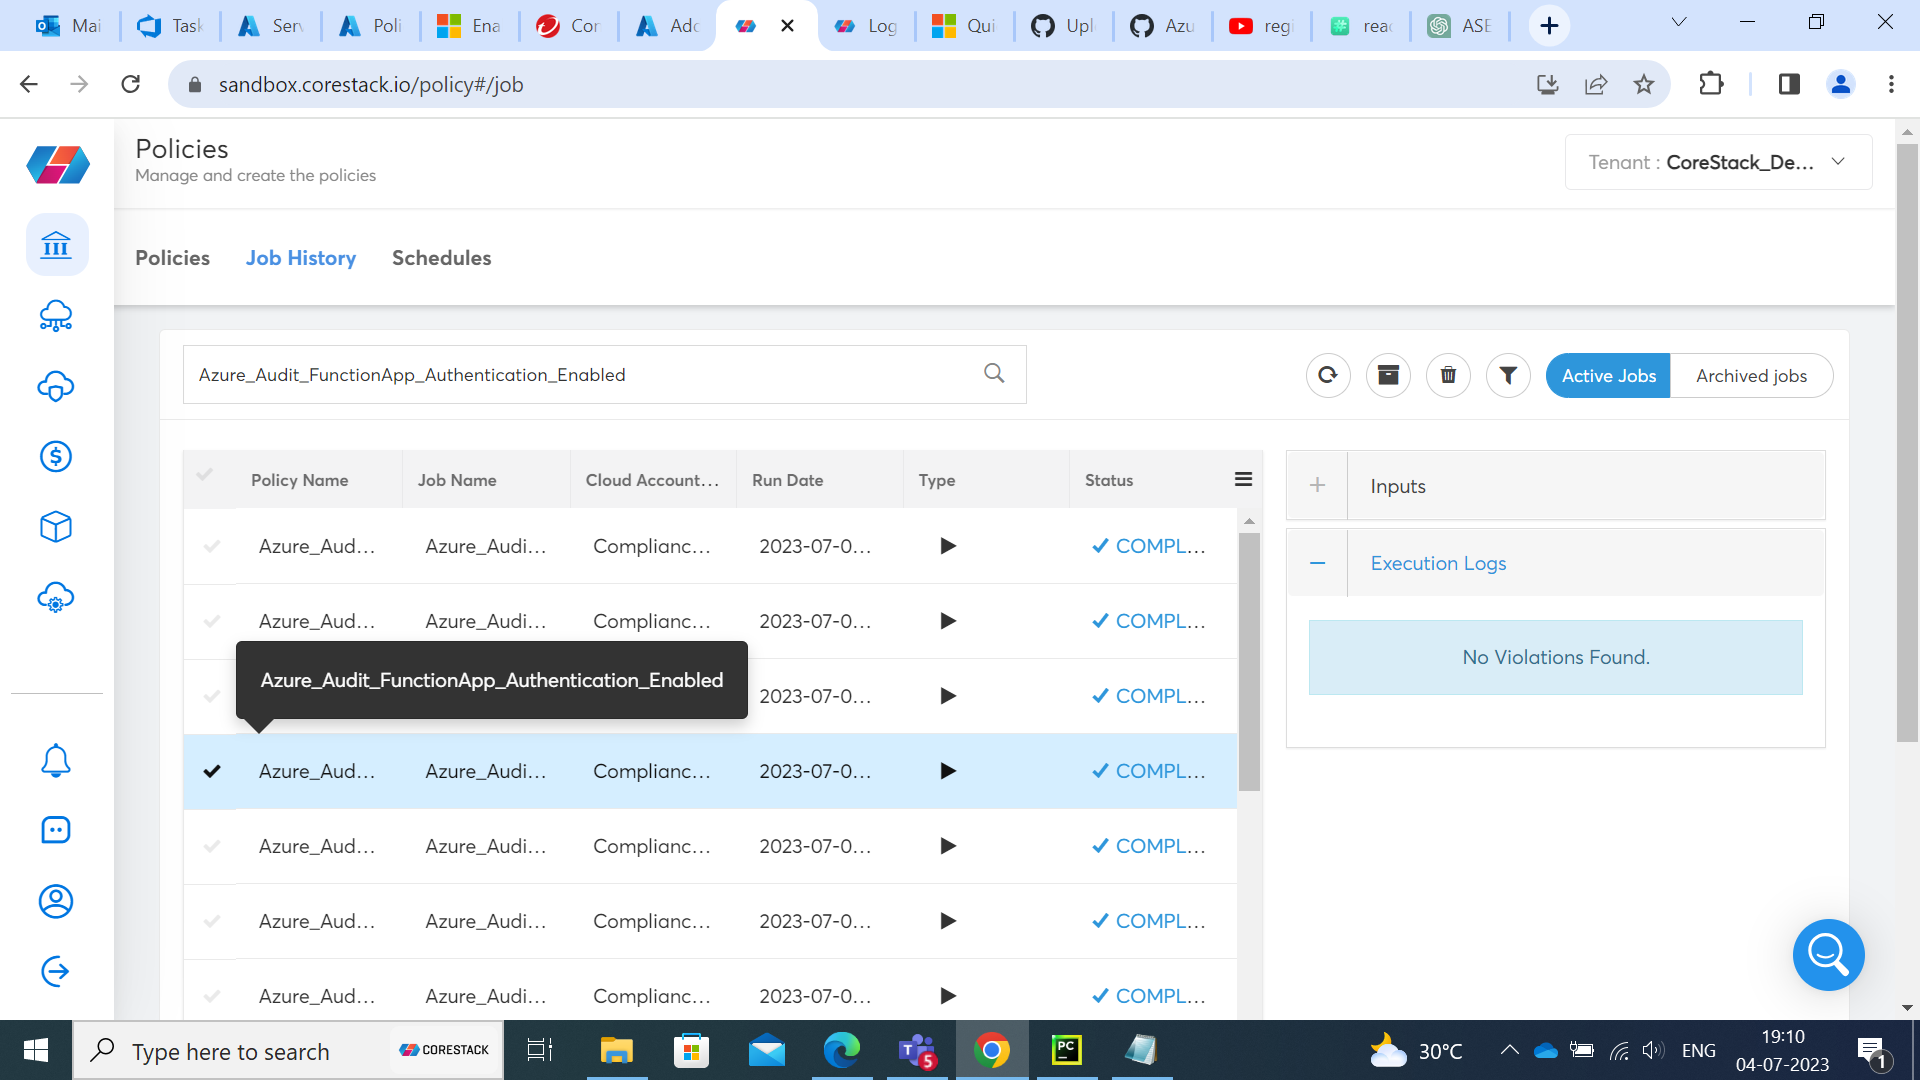 Mai
Task
Serv
Poli
Ena
Cor
Adc
Log
Qui
Uplo
Azu
regi
reac
ASE
sandbox.corestack.io/policy#/job
Policies
Manage and create the policies
Tenant : CoreStack_De...
Policies Job History Schedules
Azure_Audit_FunctionApp_Authentication_Enabled
Active Jobs Archived jobs
Policy Name Job Name Cloud Account... Run Date Type Status
Azure_Aud... Azure_Audi... Complianc... 2023-07-0... COMPL...
Azure_Aud... Azure_Audi... Complianc... 2023-07-0... COMPL...
Azure_Audit_FunctionApp_Authentication_Enabled
2023-07-0... COMPL...
Azure_Aud... Azure_Audi... Complianc... 2023-07-0... COMPL...
Azure_Aud... Azure_Audi... Complianc... 2023-07-0... COMPL...
Azure_Aud... Azure_Audi... Complianc... 2023-07-0... COMPL...
Azure_Aud... Azure_Audi... Complianc... 2023-07-0... COMPL...
Inputs
Execution Logs
No Violations Found.
Type here to search
CORESTACK
5
PC
30°C
ENG
19:10
04-07-2023
1